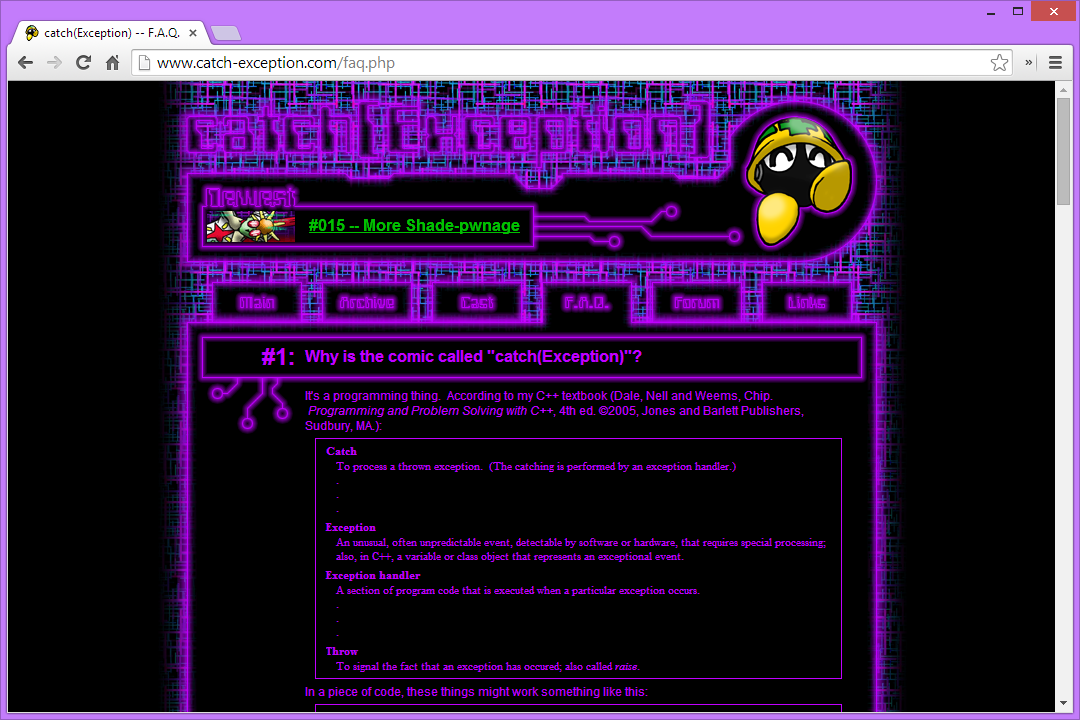 catch(Exception) -- F.A.Q.
www.catch-exception.com/faq.php
catch(Exception)
Newest
#015 -- More Shade-pwnage
Main Archive Cast F.A.Q. Forum Links
#1: Why is the comic called "catch(Exception)"?
It's a programming thing. According to my C++ textbook (Dale, Nell and Weems, Chip.
Programming and Problem Solving with C++, 4th ed. ©2005, Jones and Barlett Publishers,
Sudbury, MA.):
Catch
To process a thrown exception. (The catching is performed by an exception handler.)
.
.
.
Exception
An unusual, often unpredictable event, detectable by software or hardware, that requires special processing;
also, in C++, a variable or class object that represents an exceptional event.
Exception handler
A section of program code that is executed when a particular exception occurs.
.
.
.
Throw
To signal the fact that an exception has occured; also called raise.
In a piece of code, these things might work something like this: